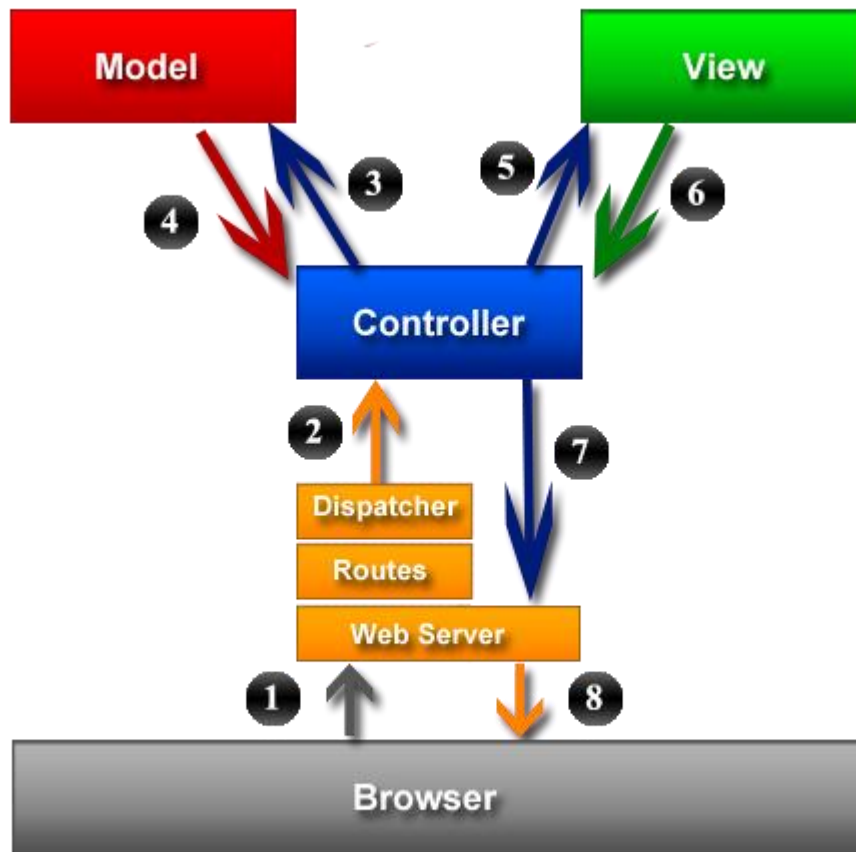 Model
View
4
3
5
6
Controller
2
7
Dispatcher
Routes
Web Server
1
8
Browser